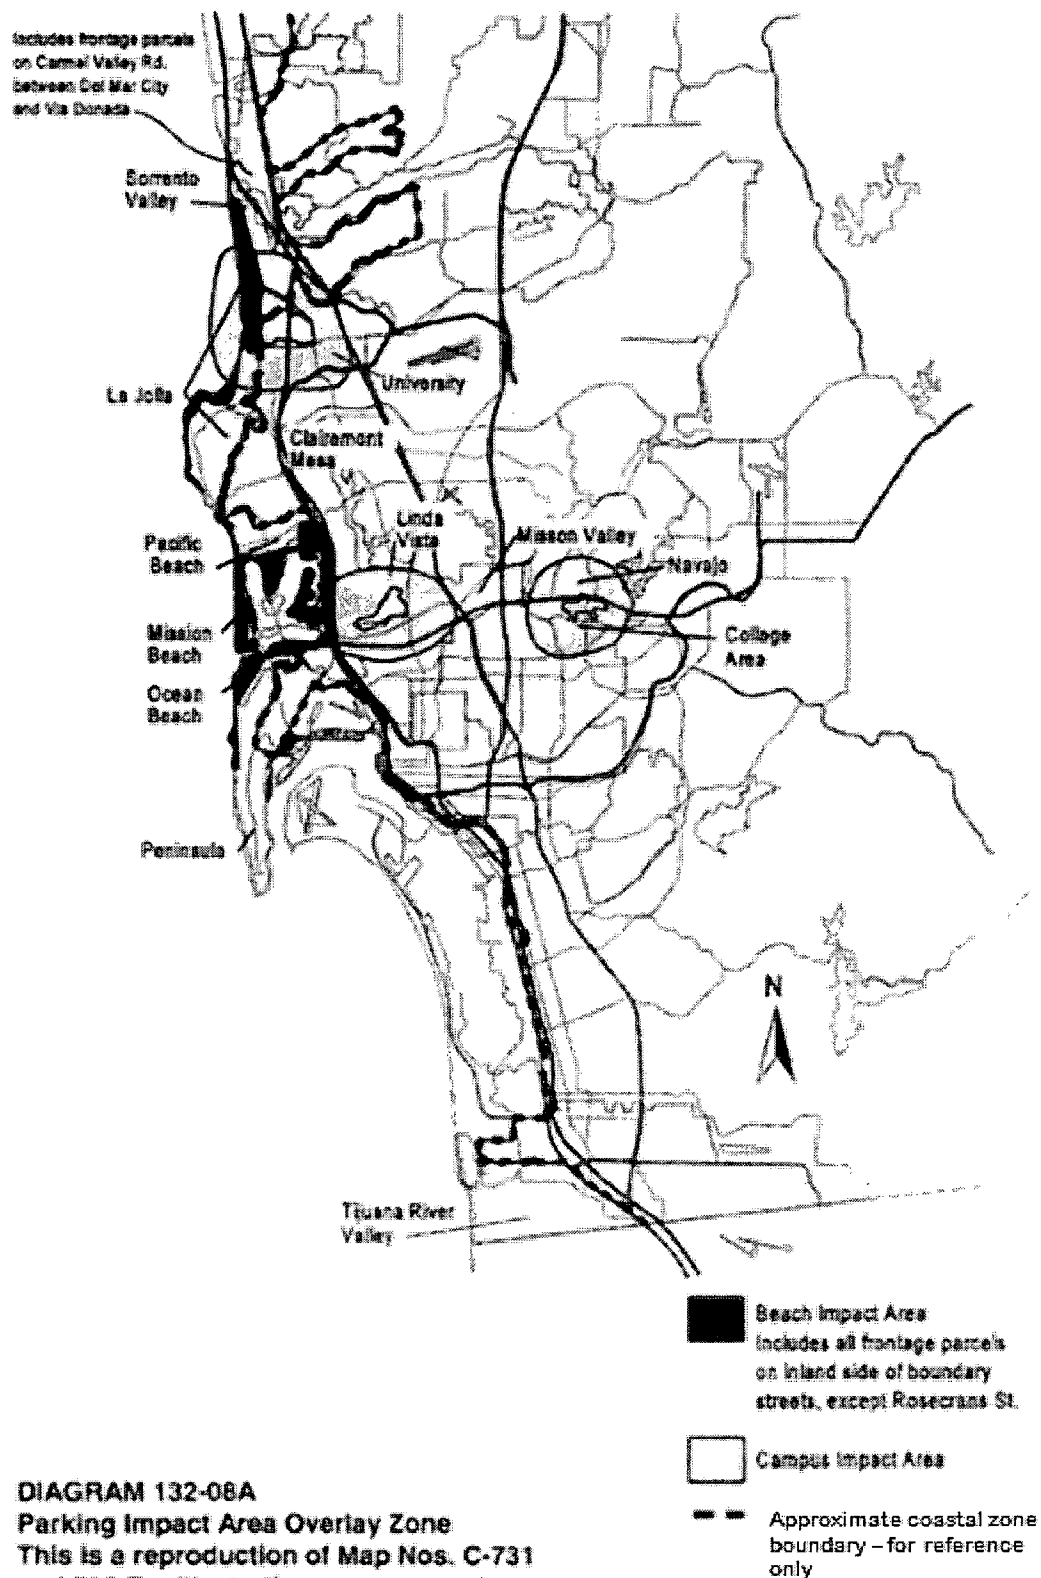 Includes frontage parcels
on Carmel Valley Rd.
between Del Mar City
and Via Donada
Sorrento
Valley
La Jolla
University
Clairemont
Mesa
Linda
Vista
Misson Valley
Navajo
Pacific
Beach
Mission
Beach
Collage
Area
Ocean
Beach
Peninsula
N
Tijuana River
Valley
Beach Impact Area
Includes all frontage parcels
on inland side of boundary
streets, except Rosecrans St.
Campus Impact Area
Approximate coastal zone
boundary – for reference
only
DIAGRAM 132-08A
Parking Impact Area Overlay Zone
This is a reproduction of Map Nos. C-731